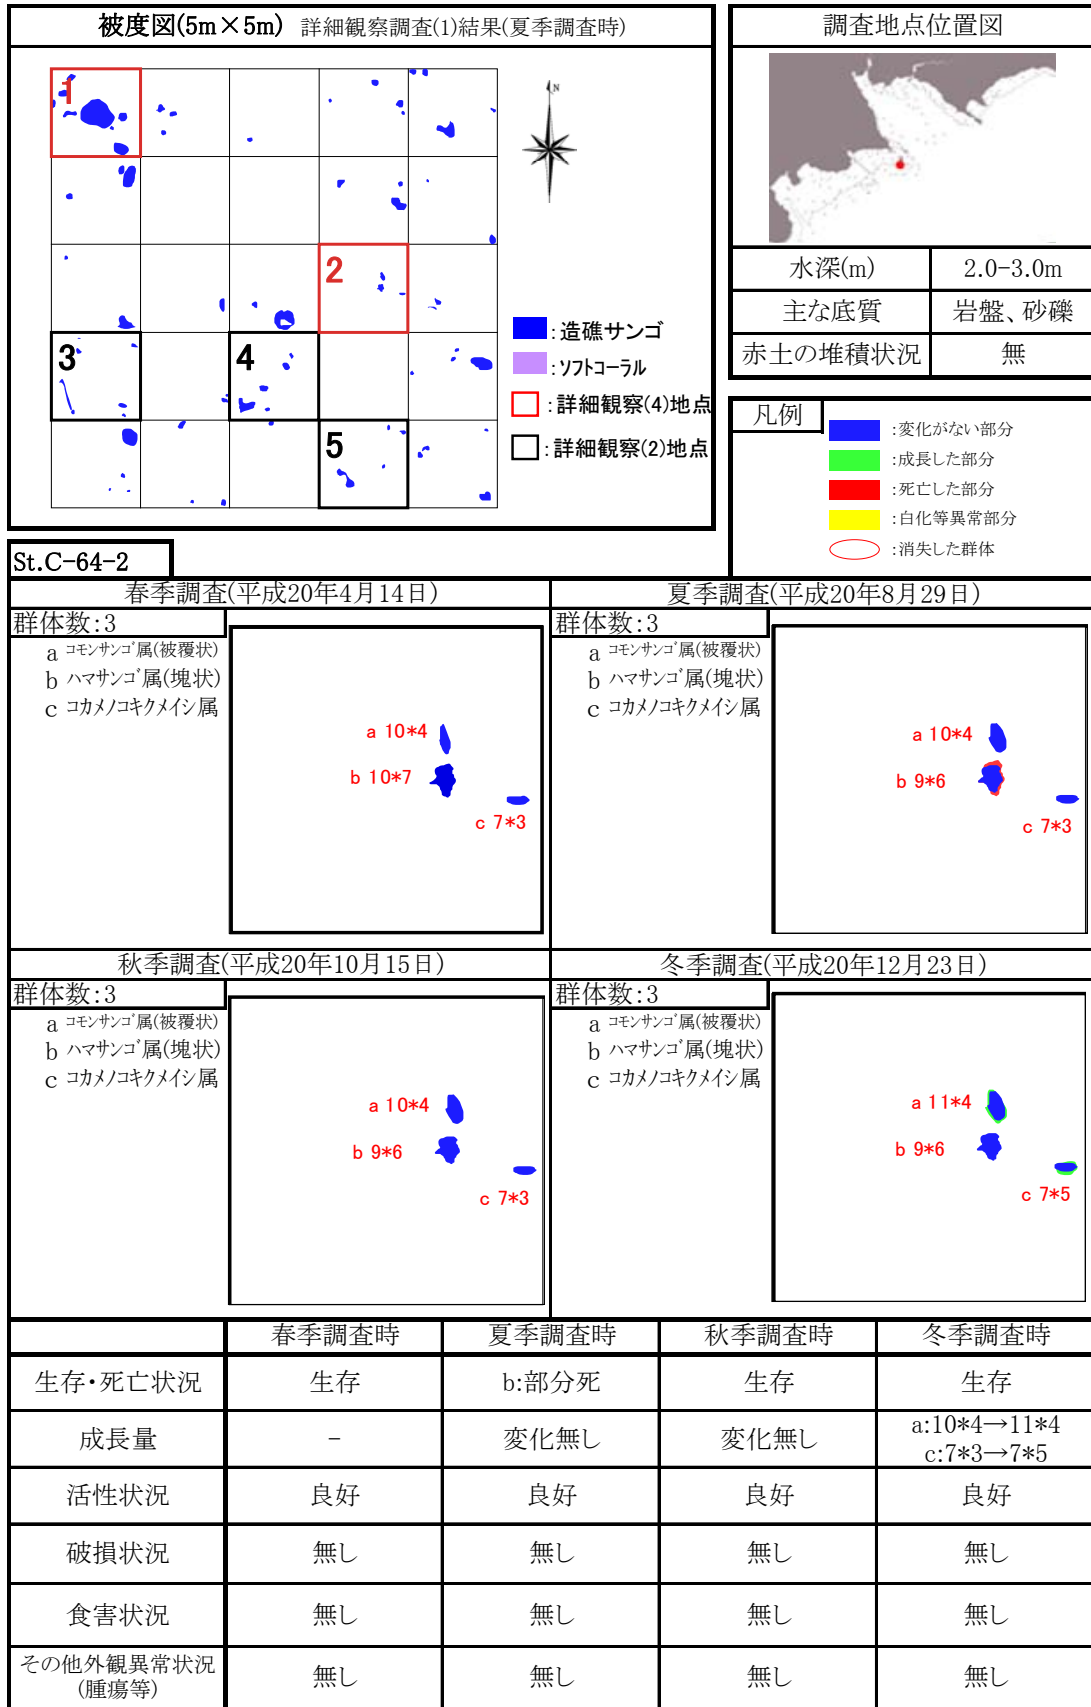 被度図(5m×5m) 詳細観察調査(1)結果(夏季調査時)
1
2
3
4
5
N
:造礁サンゴ
:ソフトコーラル
:詳細観察(4)地点
:詳細観察(2)地点
調査地点位置図
水深(m) 2.0-3.0m
主な底質 岩盤、砂礫
赤土の堆積状況 無
凡例
:変化がない部分
:成長した部分
:死亡した部分
:白化等異常部分
:消失した群体
St.C-64-2
春季調査(平成20年4月14日)
群体数:3
a コモンサンゴ属(被覆状)
b ハマサンゴ属(塊状)
c コカメノコキクメイシ属
a 10*4
b 10*7
c 7*3
夏季調査(平成20年8月29日)
群体数:3
a コモンサンゴ属(被覆状)
b ハマサンゴ属(塊状)
c コカメノコキクメイシ属
a 10*4
b 9*6
c 7*3
秋季調査(平成20年10月15日)
群体数:3
a コモンサンゴ属(被覆状)
b ハマサンゴ属(塊状)
c コカメノコキクメイシ属
a 10*4
b 9*6
c 7*3
冬季調査(平成20年12月23日)
群体数:3
a コモンサンゴ属(被覆状)
b ハマサンゴ属(塊状)
c コカメノコキクメイシ属
a 11*4
b 9*6
c 7*5
春季調査時 夏季調査時 秋季調査時 冬季調査時
生存・死亡状況 生存 b:部分死 生存 生存
成長量 - 変化無し 変化無し a:10*4→11*4
c:7*3→7*5
活性状況 良好 良好 良好 良好
破損状況 無し 無し 無し 無し
食害状況 無し 無し 無し 無し
その他外観異常状況
(腫瘍等) 無し 無し 無し 無し